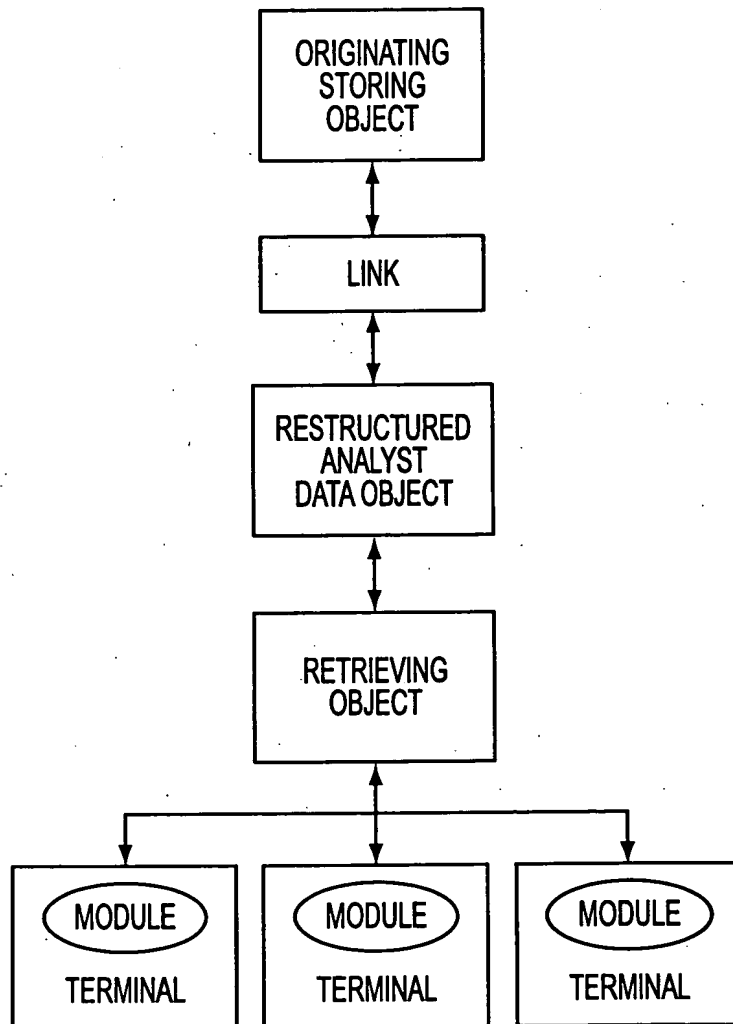 ORIGINATING
STORING
OBJECT
LINK
RESTRUCTURED
ANALYST
DATA OBJECT
RETRIEVING
OBJECT
MODULE
TERMINAL
MODULE
TERMINAL
MODULE
TERMINAL